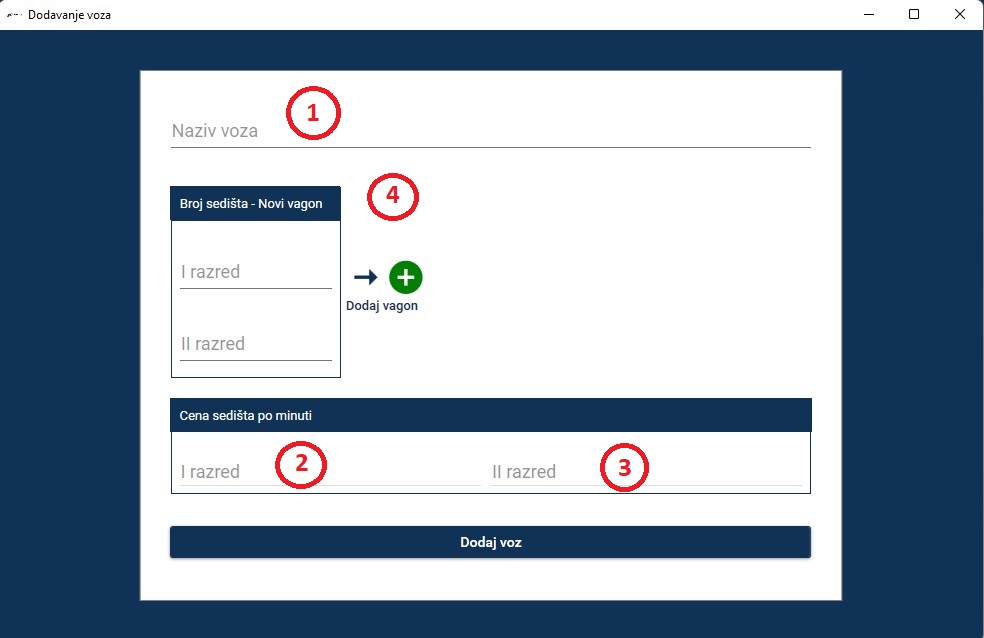 Dodavanje voza
1
Naziv voza
4
Broj sedišta - Novi vagon
I razred
Dodaj vagon
II razred
Cena sedišta po minuti
2
3
I razred
II razred
Dodaj voz